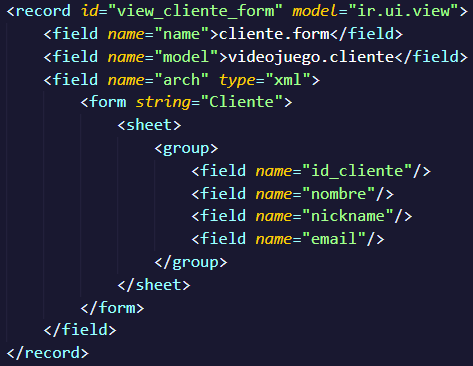 <record id="view_cliente_form" model="ir.ui.view">
    <field name="name">cliente.form</field>
    <field name="model">videojuego.cliente</field>
    <field name="arch" type="xml">
        <form string="Cliente">
            <sheet>
                <group>
                    <field name="id_cliente"/>
                    <field name="nombre"/>
                    <field name="nickname"/>
                    <field name="email"/>
                </group>
            </sheet>
        </form>
    </field>
</record>